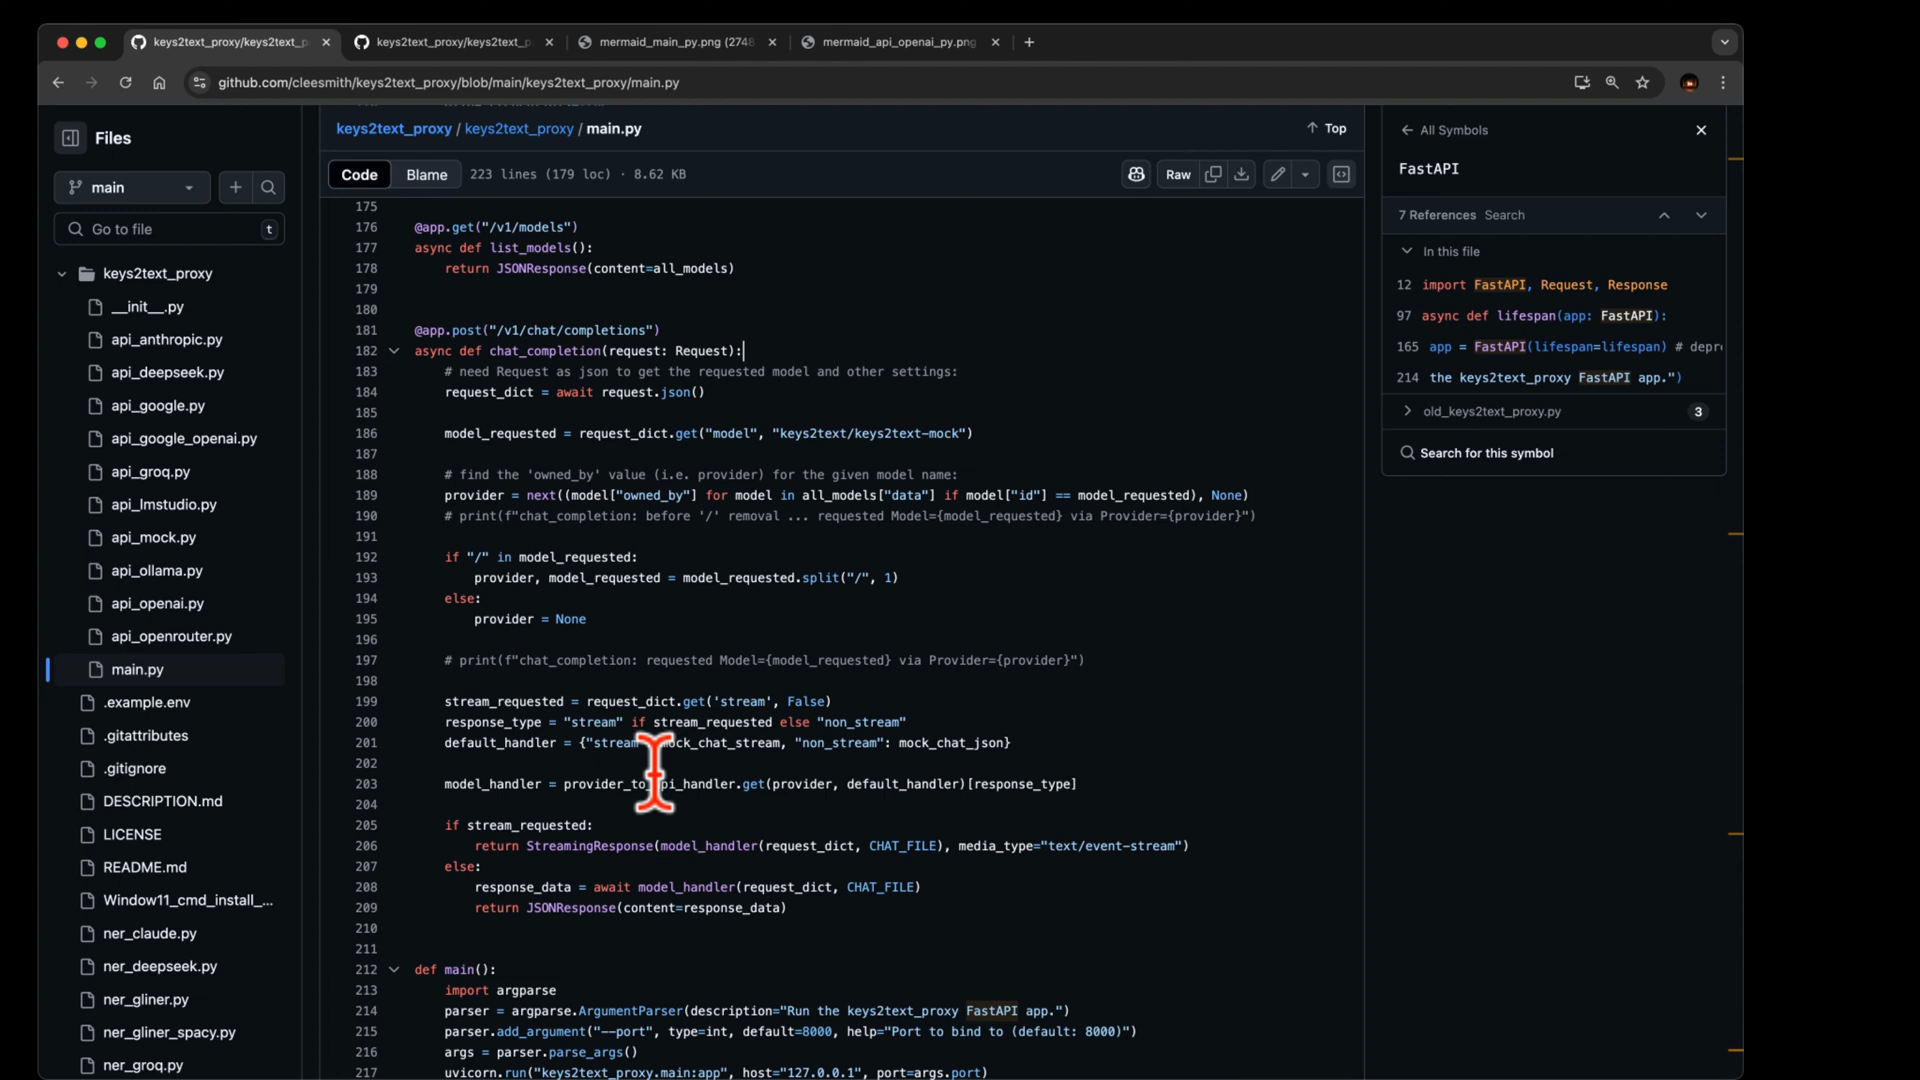 keys2text_proxy/keys2text_p
keys2text_proxy/keys2text_p
mermaid_main_py.png (2748
mermaid_api_openai_py.png
github.com/cleesmith/keys2text_proxy/blob/main/keys2text_proxy/main.py
Files
main
Go to file
t
keys2text_proxy
__init__.py
api_anthropic.py
api_deepseek.py
api_google.py
api_google_openai.py
api_groq.py
api_lmstudio.py
api_mock.py
api_ollama.py
api_openai.py
api_openrouter.py
main.py
.example.env
.gitattributes
.gitignore
DESCRIPTION.md
LICENSE
README.md
Window11_cmd_install_...
ner_claude.py
ner_deepseek.py
ner_gliner.py
ner_gliner_spacy.py
ner_groq.py
keys2text_proxy / keys2text_proxy / main.py
Top
Code
Blame
223 lines (179 loc) · 8.62 KB
Raw
175
176 @app.get("/v1/models")
177 async def list_models():
178 return JSONResponse(content=all_models)
179
180
181 @app.post("/v1/chat/completions")
182 async def chat_completion(request: Request):
183 # need Request as json to get the requested model and other settings:
184 request_dict = await request.json()
185
186 model_requested = request_dict.get("model", "keys2text/keys2text-mock")
187
188 # find the 'owned_by' value (i.e. provider) for the given model name:
189 provider = next((model["owned_by"] for model in all_models["data"] if model["id"] == model_requested), None)
190 # print(f"chat_completion: before '/' removal ... requested Model={model_requested} via Provider={provider}")
191
192 if "/" in model_requested:
193 provider, model_requested = model_requested.split("/", 1)
194 else:
195 provider = None
196
197 # print(f"chat_completion: requested Model={model_requested} via Provider={provider}")
198
199 stream_requested = request_dict.get('stream', False)
200 response_type = "stream" if stream_requested else "non_stream"
201 default_handler = {"stream ock_chat_stream, "non_stream": mock_chat_json}
202
203 model_handler = provider_to pi_handler.get(provider, default_handler)[response_type]
204
205 if stream_requested:
206 return StreamingResponse(model_handler(request_dict, CHAT_FILE), media_type="text/event-stream")
207 else:
208 response_data = await model_handler(request_dict, CHAT_FILE)
209 return JSONResponse(content=response_data)
210
211
212 def main():
213 import argparse
214 parser = argparse.ArgumentParser(description="Run the keys2text_proxy FastAPI app.")
215 parser.add_argument("--port", type=int, default=8000, help="Port to bind to (default: 8000)")
216 args = parser.parse_args()
217 uvicorn.run("keys2text_proxy.main:app", host="127.0.0.1", port=args.port)
All Symbols
FastAPI
7 References Search
In this file
12 import FastAPI, Request, Response
97 async def lifespan(app: FastAPI):
165 app = FastAPI(lifespan=lifespan) # depr
214 the keys2text_proxy FastAPI app.")
old_keys2text_proxy.py 3
Search for this symbol